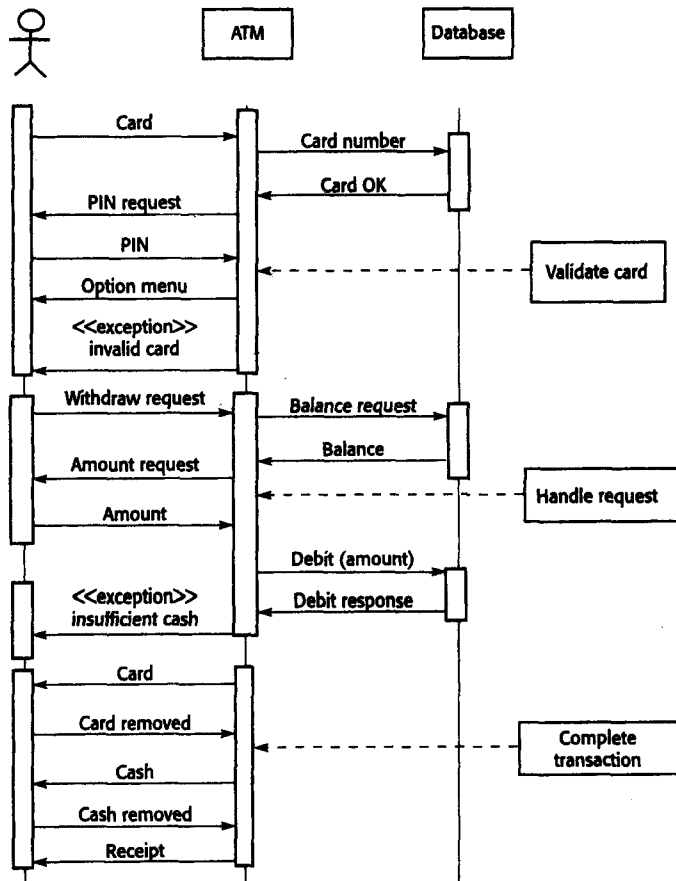 ATM
Database
Card
Card number
Card OK
PIN request
PIN
Validate card
Option menu
<<exception>>
invalid card
Withdraw request
Balance request
Balance
Amount request
Handle request
Amount
Debit (amount)
<<exception>>
insufficient cash
Debit response
Card
Card removed
Complete
transaction
Cash
Cash removed
Receipt